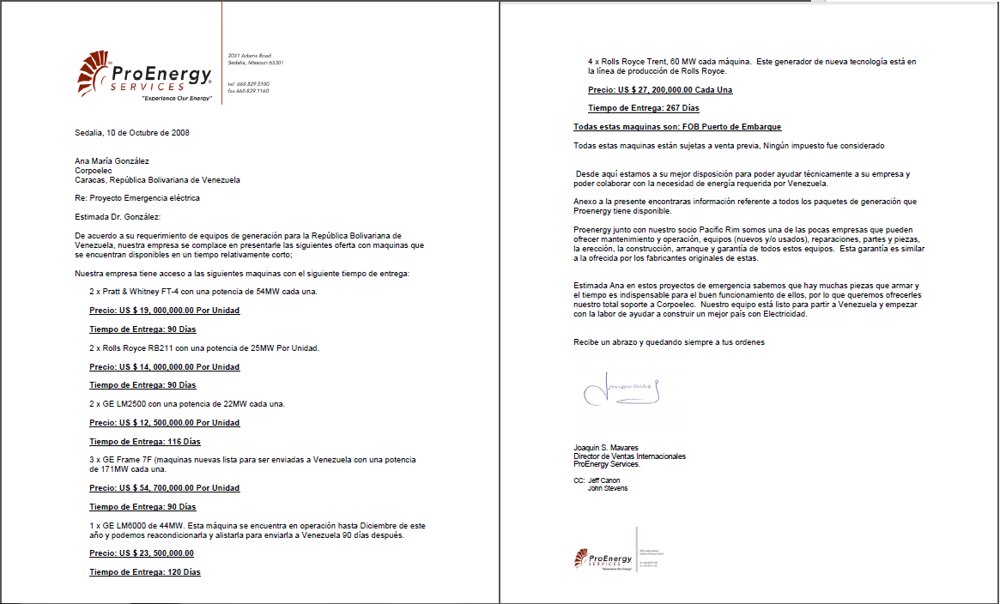 ProEnergy®
SERVICES
"Experience Our Energy"
2031 Adams Road
Sedalia, Missouri 65301
tel 660.829.5100
fax 660.829.1160
Sedalia, 10 de Octubre de 2008
Ana María González
Corpoelec
Caracas, República Bolivariana de Venezuela
Re: Proyecto Emergencia eléctrica
Estimada Dr. González:
De acuerdo a su requerimiento de equipos de generación para la República Bolivariana de
Venezuela, nuestra empresa se complace en presentarle las siguientes oferta con maquinas que
se encuentran disponibles en un tiempo relativamente corto;
Nuestra empresa tiene acceso a las siguientes maquinas con el siguiente tiempo de entrega:
2 x Pratt & Whitney FT-4 con una potencia de 54MW cada una.
Precio: US $ 19, 000,000.00 Por Unidad
Tiempo de Entrega: 90 Días
2 x Rolls Royce RB211 con una potencia de 25MW Por Unidad.
Precio: US $ 14, 000,000.00 Por Unidad
Tiempo de Entrega: 90 Días
2 x GE LM2500 con una potencia de 22MW cada una.
Precio: US $ 12, 500,000.00 Por Unidad
Tiempo de Entrega: 116 Días
3 x GE Frame 7F (maquinas nuevas lista para ser enviadas a Venezuela con una potencia
de 171MW cada una.
Precio: US $ 54, 700,000.00 Por Unidad
Tiempo de Entrega: 90 Días
1 x GE LM6000 de 44MW. Esta máquina se encuentra en operación hasta Diciembre de este
año y podemos reacondicionarla y alistarla para enviarla a Venezuela 90 días después.
Precio: US $ 23, 500,000.00
Tiempo de Entrega: 120 Días
4 x Rolls Royce Trent, 60 MW cada máquina. Este generador de nueva tecnología está en
la línea de producción de Rolls Royce.
Precio: US $ 27, 200,000.00 Cada Una
Tiempo de Entrega: 267 Días
Todas estas maquinas son: FOB Puerto de Embarque
Todas estas maquinas están sujetas a venta previa, Ningún impuesto fue considerado
Desde aquí estamos a su mejor disposición para poder ayudar técnicamente a su empresa y
poder colaborar con la necesidad de energía requerida por Venezuela.
Anexo a la presente encontraras información referente a todos los paquetes de generación que
Proenergy tiene disponible.
Proenergy junto con nuestro socio Pacific Rim somos una de las pocas empresas que pueden
ofrecer mantenimiento y operación, equipos (nuevos y/o usados), reparaciones, partes y piezas,
la erección, la construcción, arranque y garantía de todos estos equipos. Esta garantía es similar
a la ofrecida por los fabricantes originales de estas.
Estimada Ana en estos proyectos de emergencia sabemos que hay muchas piezas que armar y
el tiempo es indispensable para el buen funcionamiento de ellos, por lo que queremos ofrecerles
nuestro total soporte a Corpoelec. Nuestro equipo está listo para partir a Venezuela y empezar
con la labor de ayudar a construir un mejor país con Electricidad.
Recibe un abrazo y quedando siempre a tus ordenes
Joaquin S. Mavares
Director de Ventas Internacionales
ProEnergy Services.
CC: Jeff Canon
John Stevens
ProEnergy
SERVICES
"Experience Our Energy"